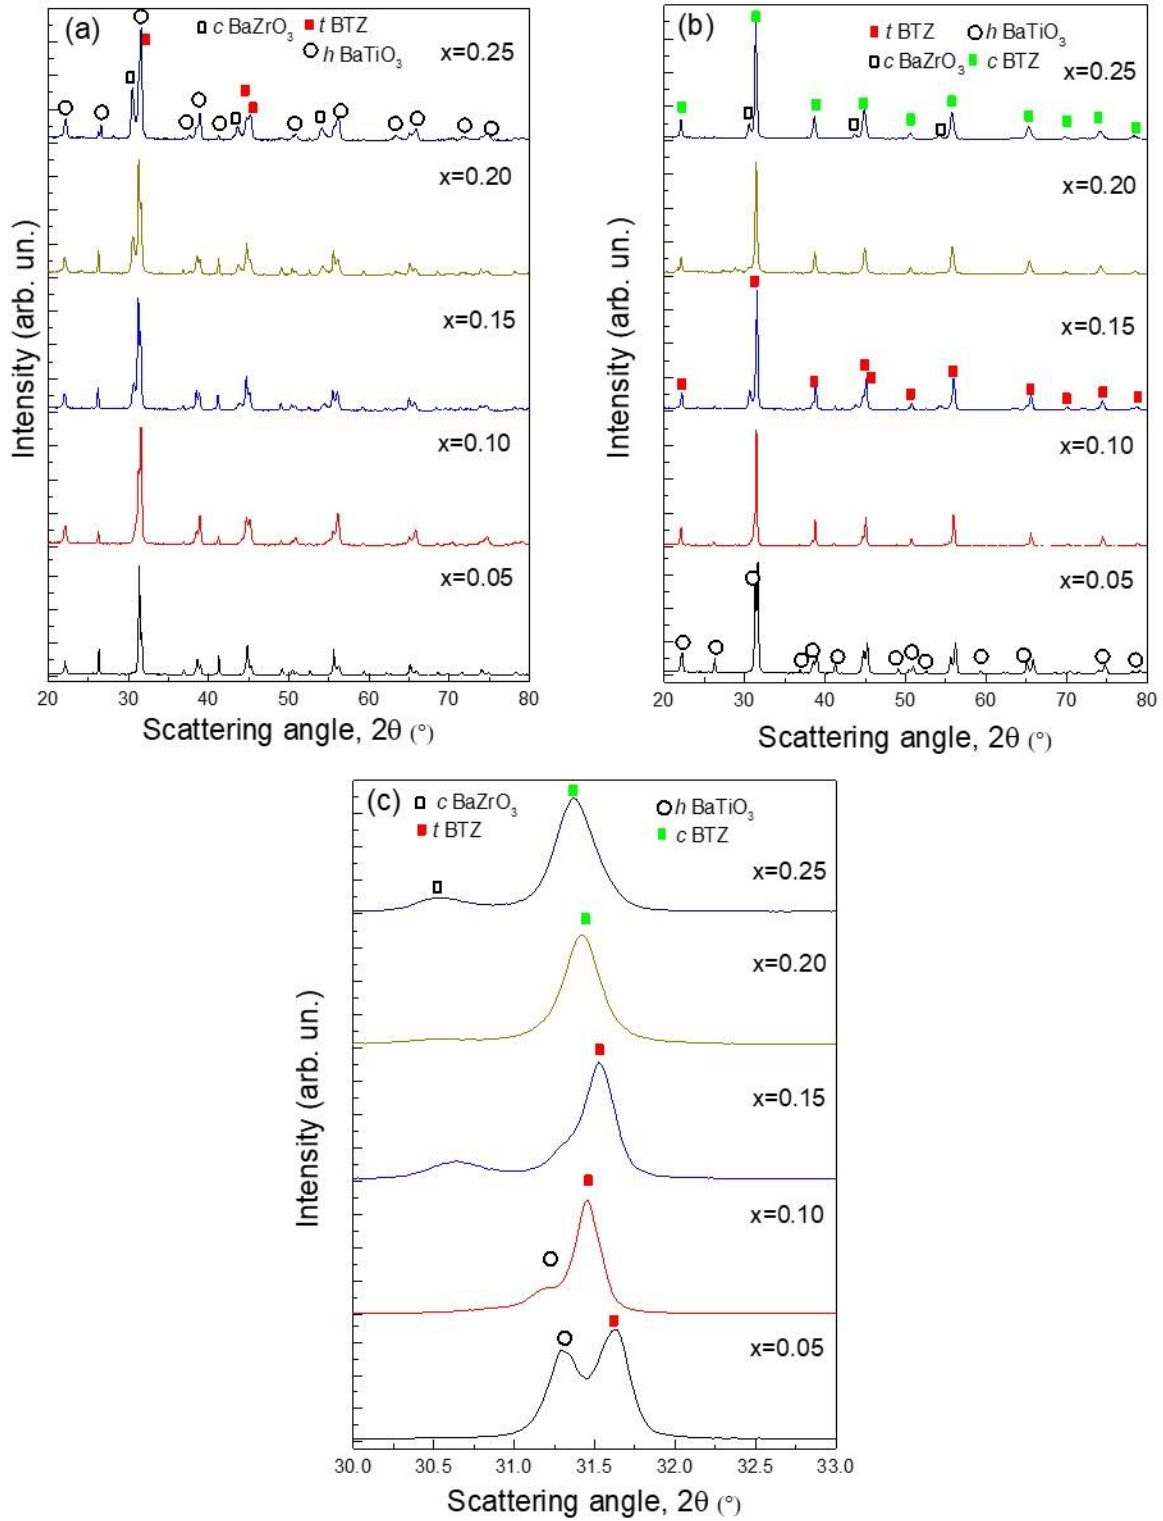 (a)
c BaZrO3
t BTZ
h BaTiO3
x=0.25
x=0.20
x=0.15
x=0.10
x=0.05
Intensity (arb. un.)
20 30 40 50 60 70 80
Scattering angle, 2θ (°)
(b)
t BTZ
h BaTiO3
c BaZrO3
c BTZ
x=0.25
x=0.20
x=0.15
x=0.10
x=0.05
Intensity (arb. un.)
20 30 40 50 60 70 80
Scattering angle, 2θ (°)
(c)
c BaZrO3
h BaTiO3
t BTZ
c BTZ
x=0.25
x=0.20
x=0.15
x=0.10
x=0.05
Intensity (arb. un.)
30.0 30.5 31.0 31.5 32.0 32.5 33.0
Scattering angle, 2θ (°)